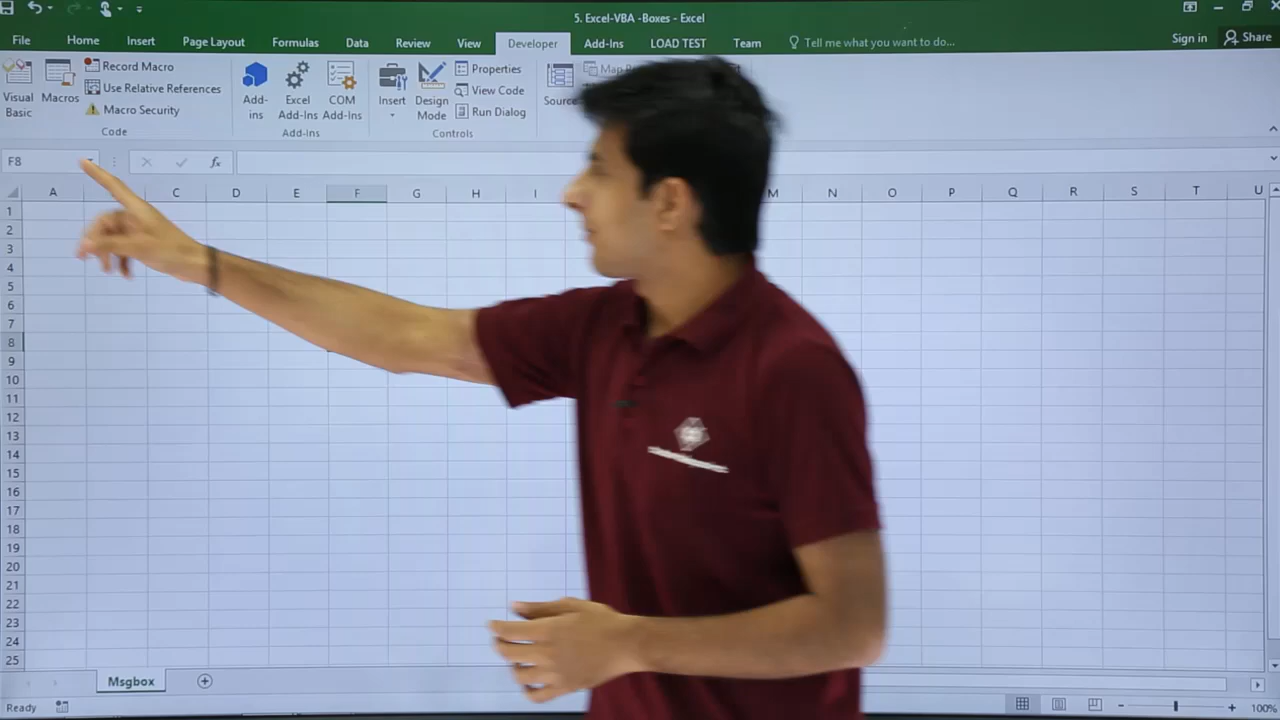 5. Excel-VBA -Boxes - Excel
File Home Insert Page Layout Formulas Data Review View Developer Add-Ins LOAD TEST Team Tell me what you want to do... Sign in Share
Visual Basic
Macros
Record Macro
Use Relative References
Macro Security
Code
Add-ins
Excel Add-Ins
COM Add-Ins
Add-Ins
Insert
Design Mode
Properties
View Code
Run Dialog
Controls
Source
Map
F8
fx
A C D E F G H I M N O P Q R S T U
1
2
3
4
5
6
7
8
9
10
11
12
13
14
15
16
17
18
19
20
21
22
23
24
25
Msgbox
Ready
100%